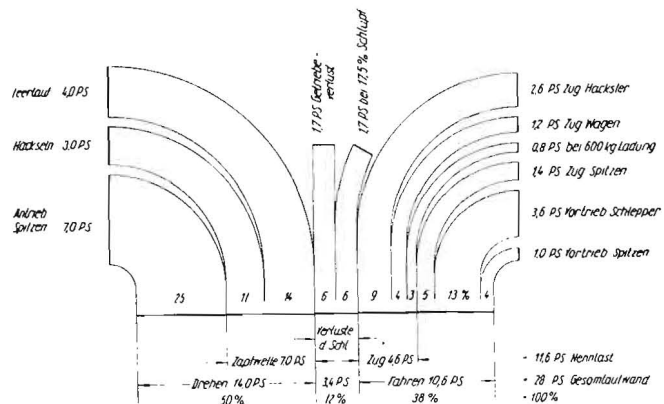 Leerlauf 4,0 PS
Häckseln 3,0 PS
Antrieb
Spitzen 7,0 PS
1,7 PS Getriebe-
verlust
1,7 PS bei 17,5 % Schlupf
2,6 PS Zug Häcksler
1,2 PS Zug Wagen
0,8 PS bei 600 kg Ladung
1,4 PS Zug Spitzen
3,6 PS Vortrieb Schlepper
1,0 PS Vortrieb Spitzen
25 11 14 6 6 9 4 3 5 13 % 4
Verluste
d Schl
Zapfwelle 7,0 PS
Zug 4,6 PS
- 11,6 PS Nennlast
Drehen 14,0 PS
3,4 PS
Fahren 10,6 PS
= 28 PS Gesamtaufwand
50 %
12 %
38 %
- 100 %